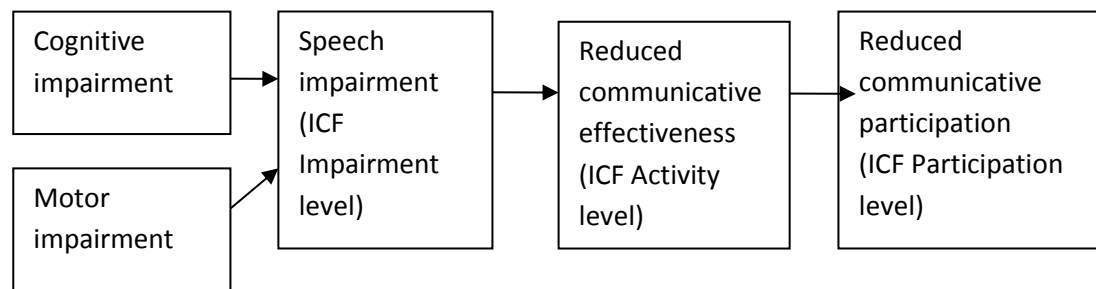 Cognitive
impairment
Motor
impairment
Speech
impairment
(ICF
Impairment
level)
Reduced
communicative
effectiveness
(ICF Activity
level)
Reduced
communicative
participation
(ICF Participation
level)